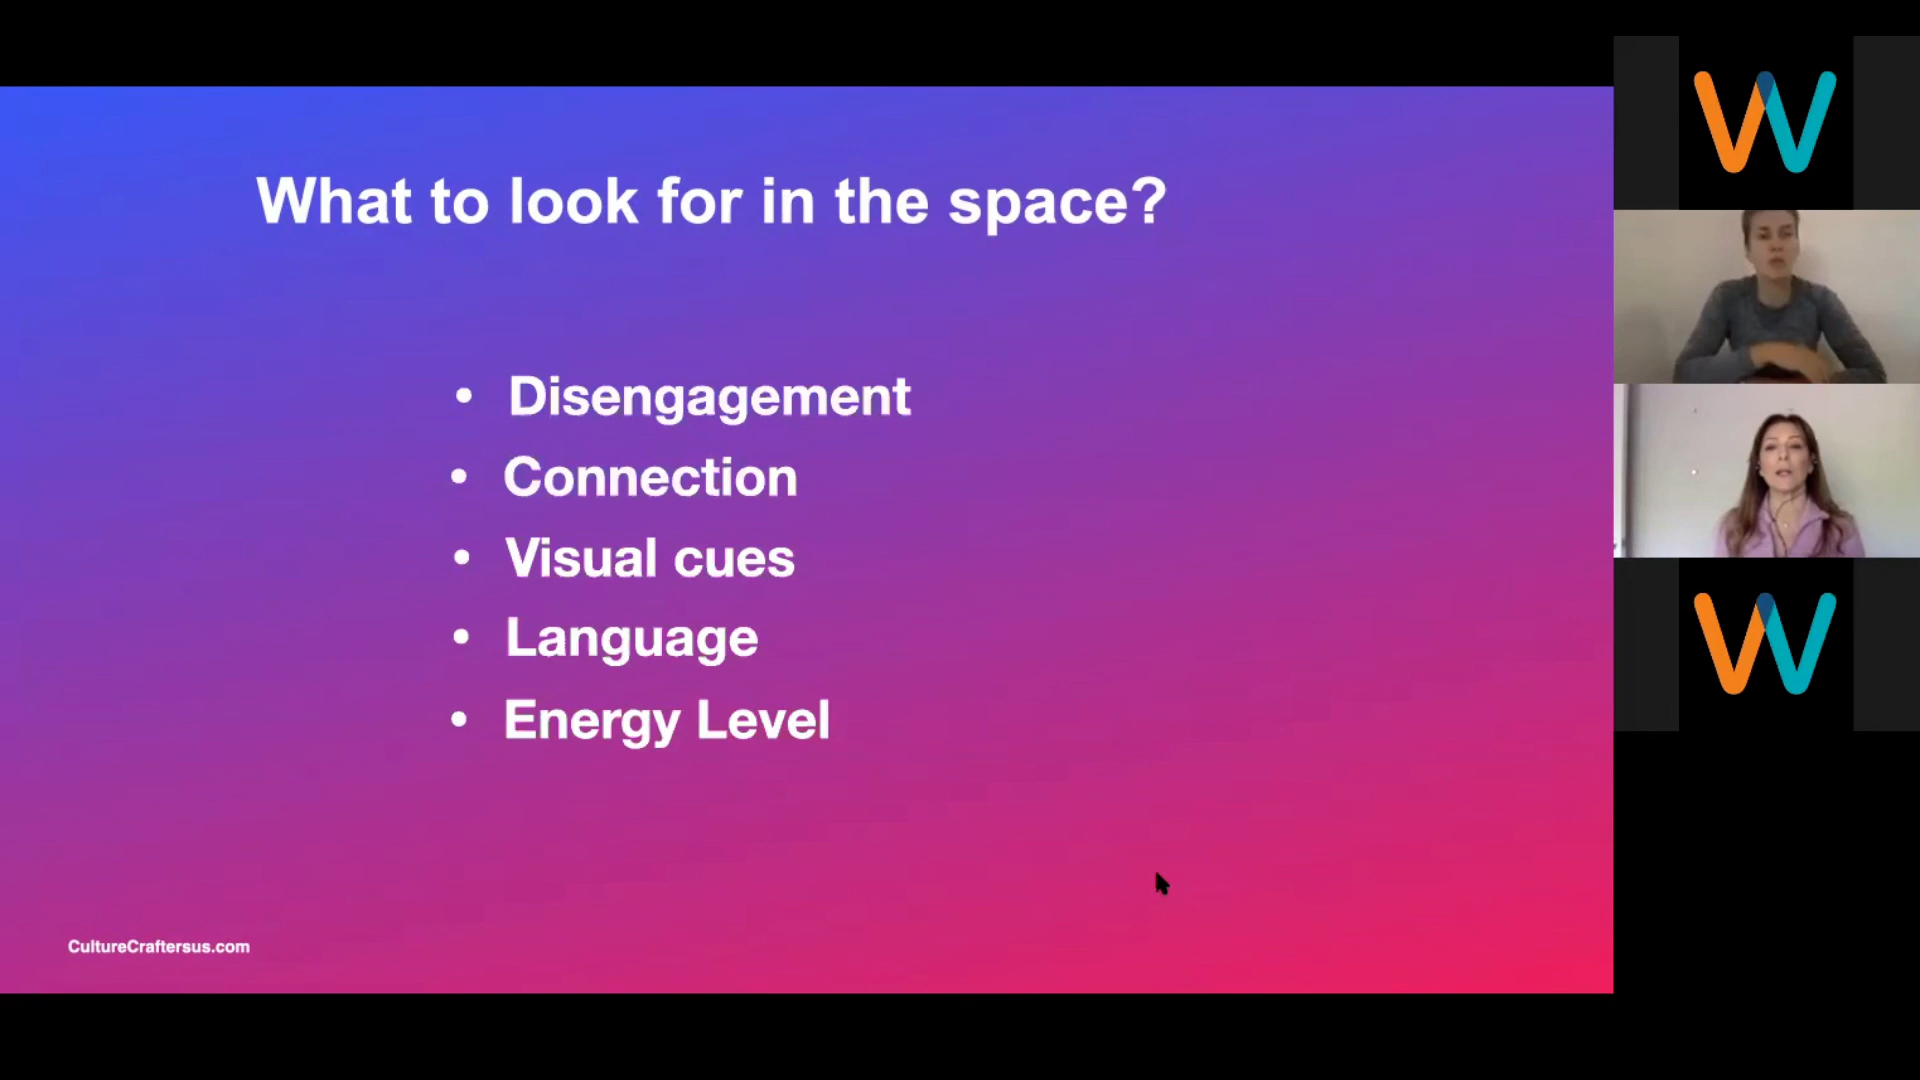 What to look for in the space?
• Disengagement
• Connection
• Visual cues
• Language
• Energy Level
CultureCraftersus.com